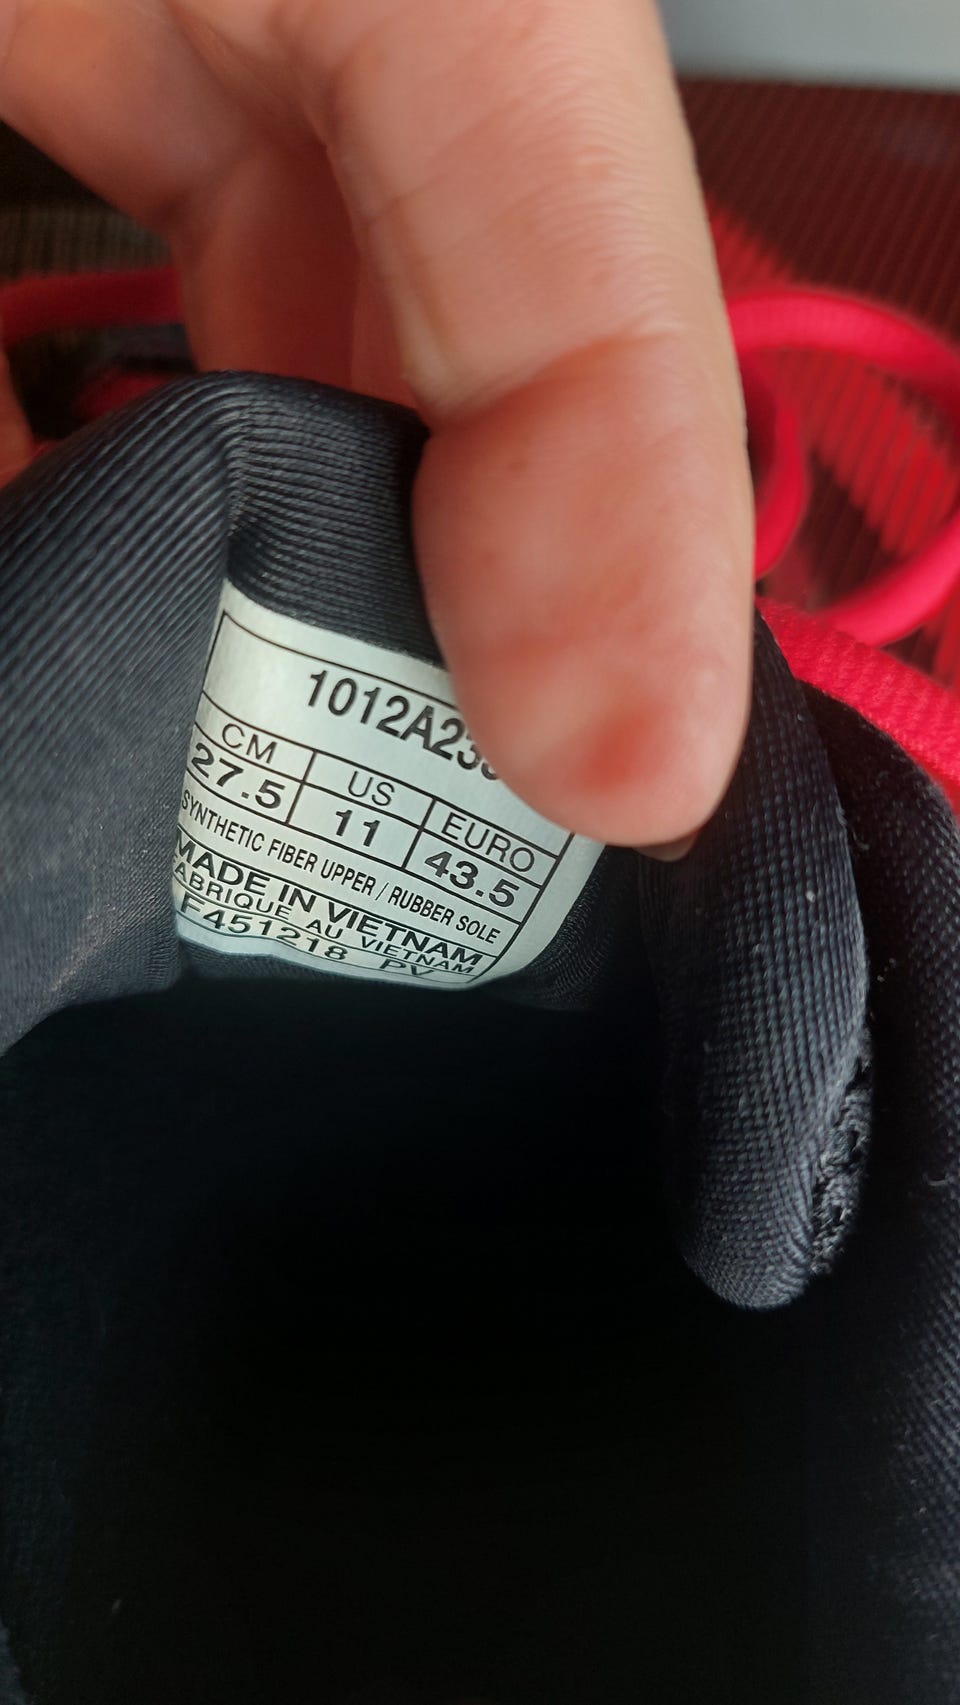 1012A23
CM US EURO
27.5 11 43.5
SYNTHETIC FIBER UPPER / RUBBER SOLE
MADE IN VIETNAM
FABRIQUE AU VIETNAM
F451218 PV